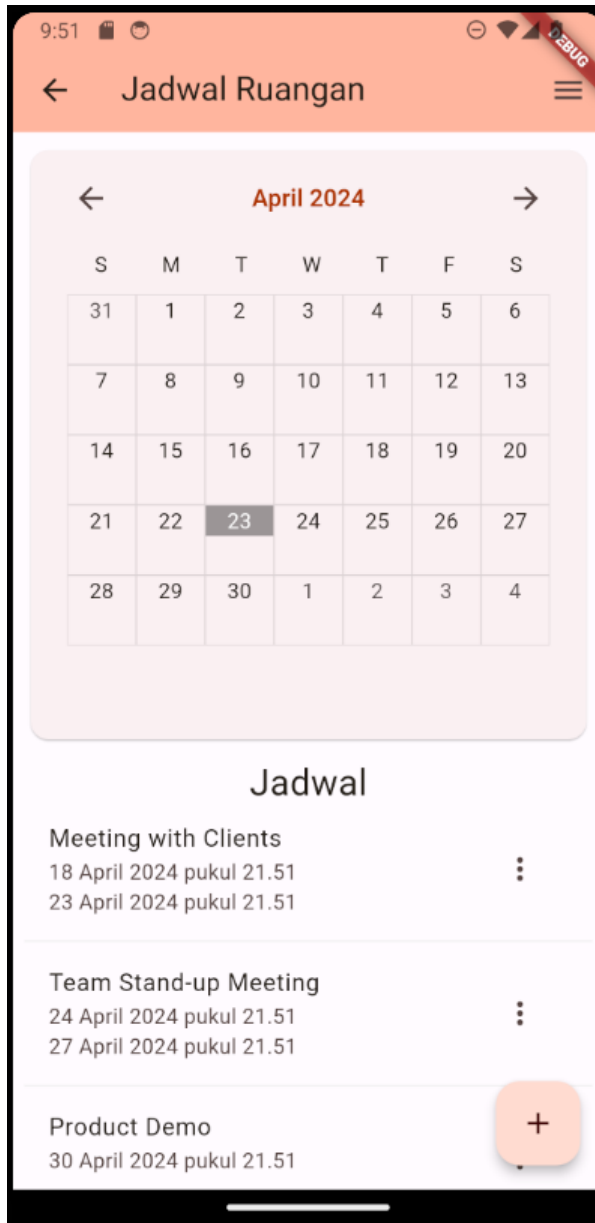 9:51
DEBUG
Jadwal Ruangan
April 2024
S M T W T F S
31 1 2 3 4 5 6
7 8 9 10 11 12 13
14 15 16 17 18 19 20
21 22 23 24 25 26 27
28 29 30 1 2 3 4
Jadwal
Meeting with Clients
18 April 2024 pukul 21.51
23 April 2024 pukul 21.51
Team Stand-up Meeting
24 April 2024 pukul 21.51
27 April 2024 pukul 21.51
Product Demo
30 April 2024 pukul 21.51